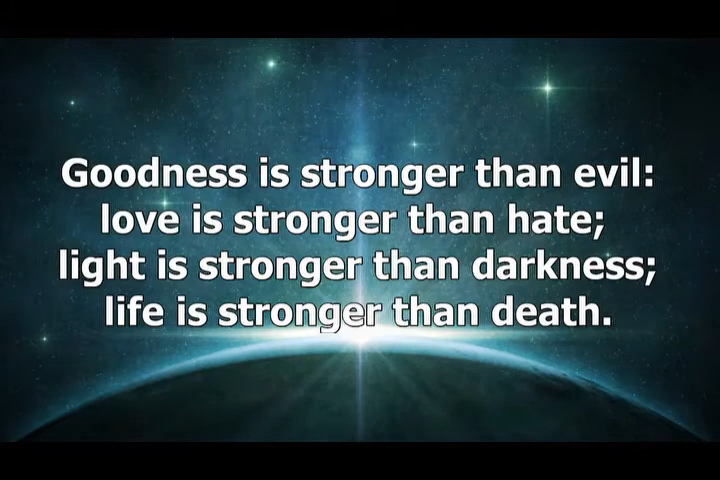 Goodness is stronger than evil:
love is stronger than hate;
light is stronger than darkness;
life is stronger than death.